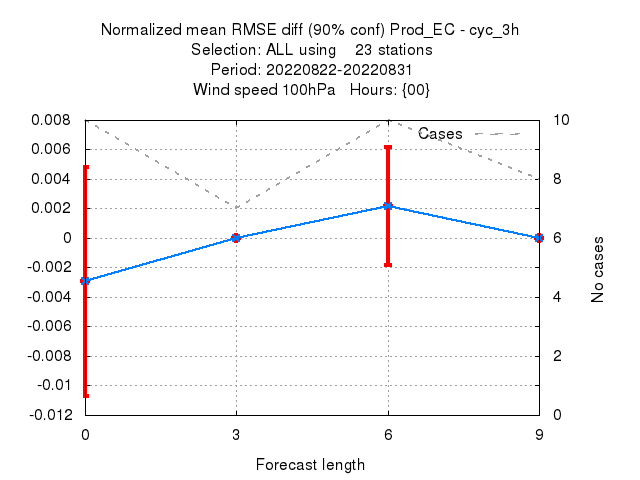 Normalized mean RMSE diff (90% conf) Prod_EC - cyc_3h
Selection: ALL using    23 stations
Period: 20220822-20220831
Wind speed 100hPa   Hours: {00}
Cases
0.008
0.006
0.004
0.002
0
-0.002
-0.004
-0.006
-0.008
-0.01
-0.012
10
8
6
4
2
0
No cases
0 3 6 9
Forecast length